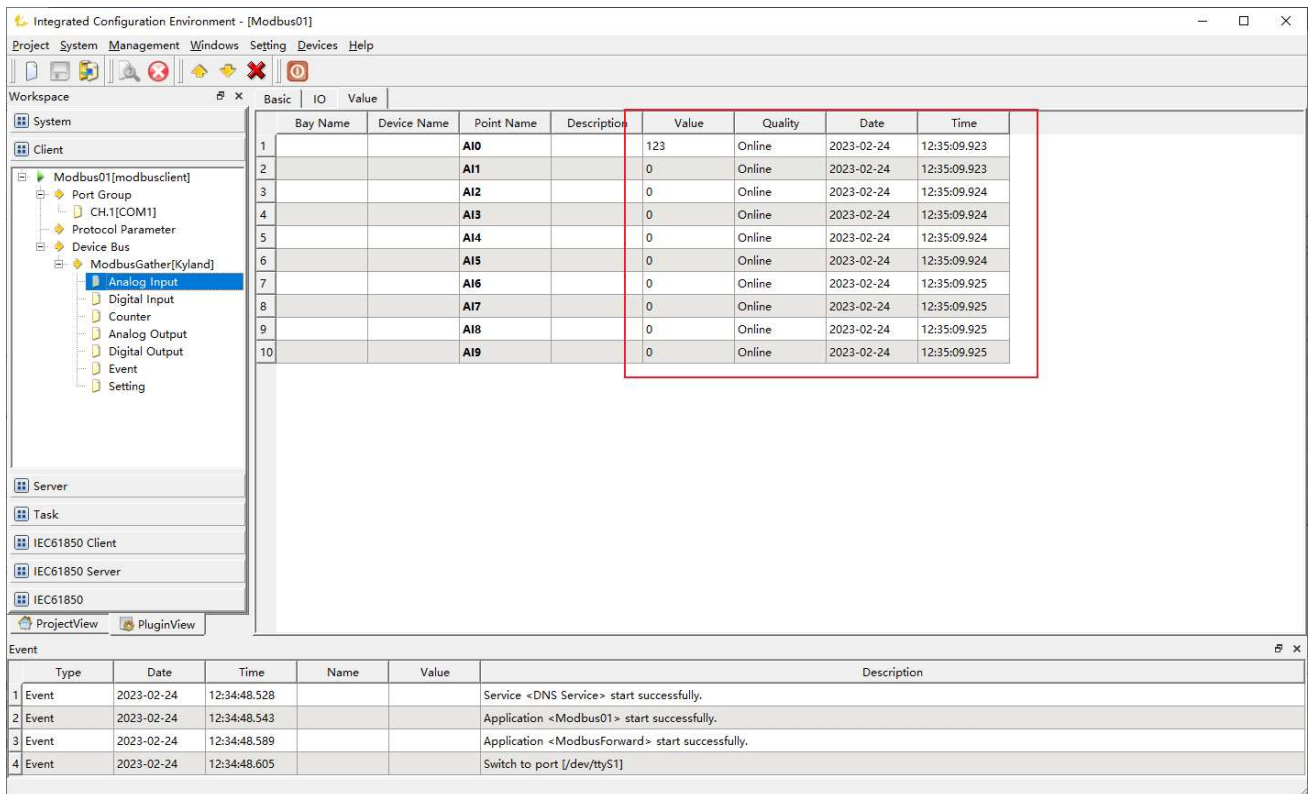 Integrated Configuration Environment - [Modbus01]
Project System Management Windows Setting Devices Help
Workspace
System
Client
Modbus01[modbusclient]
Port Group
CH.1[COM1]
Protocol Parameter
Device Bus
ModbusGather[Kyland]
Analog Input
Digital Input
Counter
Analog Output
Digital Output
Event
Setting
Server
Task
IEC61850 Client
IEC61850 Server
IEC61850
ProjectView PluginView
Basic IO Value
Bay Name Device Name Point Name Description Value Quality Date Time
1 AI0 123 Online 2023-02-24 12:35:09.923
2 AI1 0 Online 2023-02-24 12:35:09.923
3 AI2 0 Online 2023-02-24 12:35:09.924
4 AI3 0 Online 2023-02-24 12:35:09.924
5 AI4 0 Online 2023-02-24 12:35:09.924
6 AI5 0 Online 2023-02-24 12:35:09.924
7 AI6 0 Online 2023-02-24 12:35:09.925
8 AI7 0 Online 2023-02-24 12:35:09.925
9 AI8 0 Online 2023-02-24 12:35:09.925
10 AI9 0 Online 2023-02-24 12:35:09.925
Event
Type Date Time Name Value Description
1 Event 2023-02-24 12:34:48.528 Service <DNS Service> start successfully.
2 Event 2023-02-24 12:34:48.543 Application <Modbus01> start successfully.
3 Event 2023-02-24 12:34:48.589 Application <ModbusForward> start successfully.
4 Event 2023-02-24 12:34:48.605 Switch to port [/dev/ttyS1]